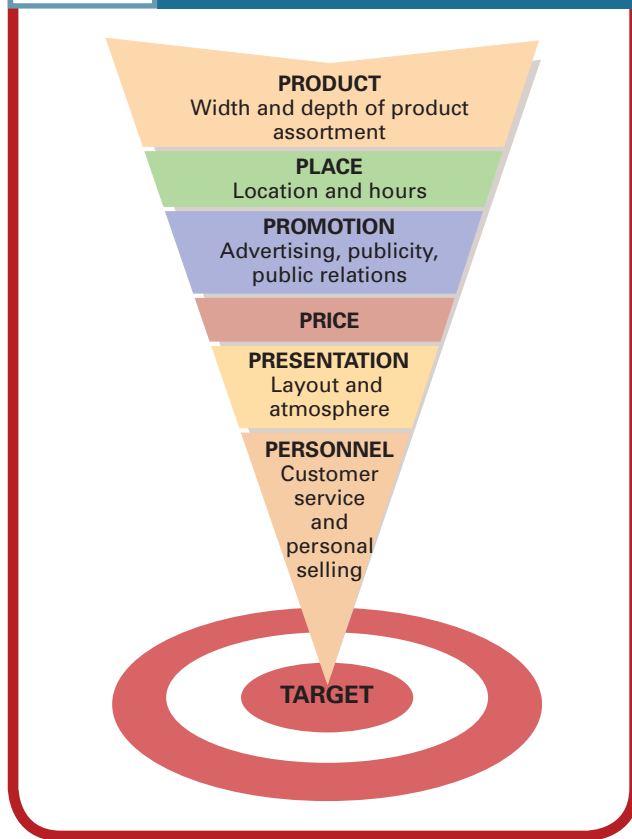 PRODUCT
Width and depth of product
assortment
PLACE
Location and hours
PROMOTION
Advertising, publicity,
public relations
PRICE
PRESENTATION
Layout and
atmosphere
PERSONNEL
Customer
service
and
personal
selling
TARGET